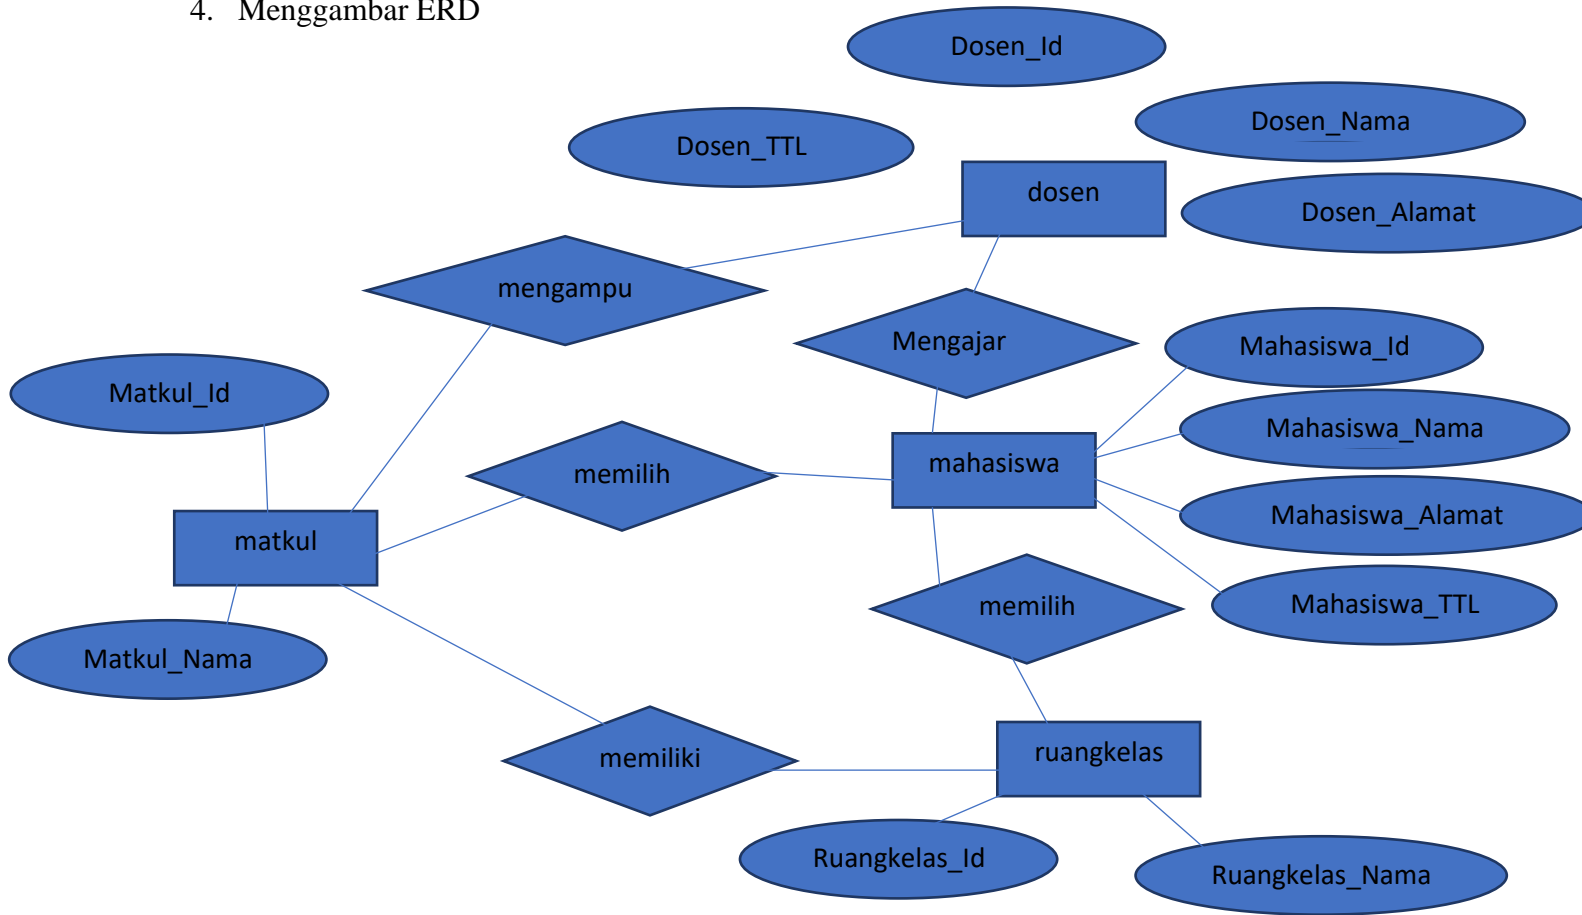 4. Menggambar ERD
Dosen_Id
Dosen_Nama
Dosen_TTL
dosen
Dosen_Alamat
mengampu
Mengajar
Mahasiswa_Id
Matkul_Id
Mahasiswa_Nama
memilih
mahasiswa
Mahasiswa_Alamat
matkul
memilih
Mahasiswa_TTL
Matkul_Nama
memiliki
ruangkelas
Ruangkelas_Id
Ruangkelas_Nama